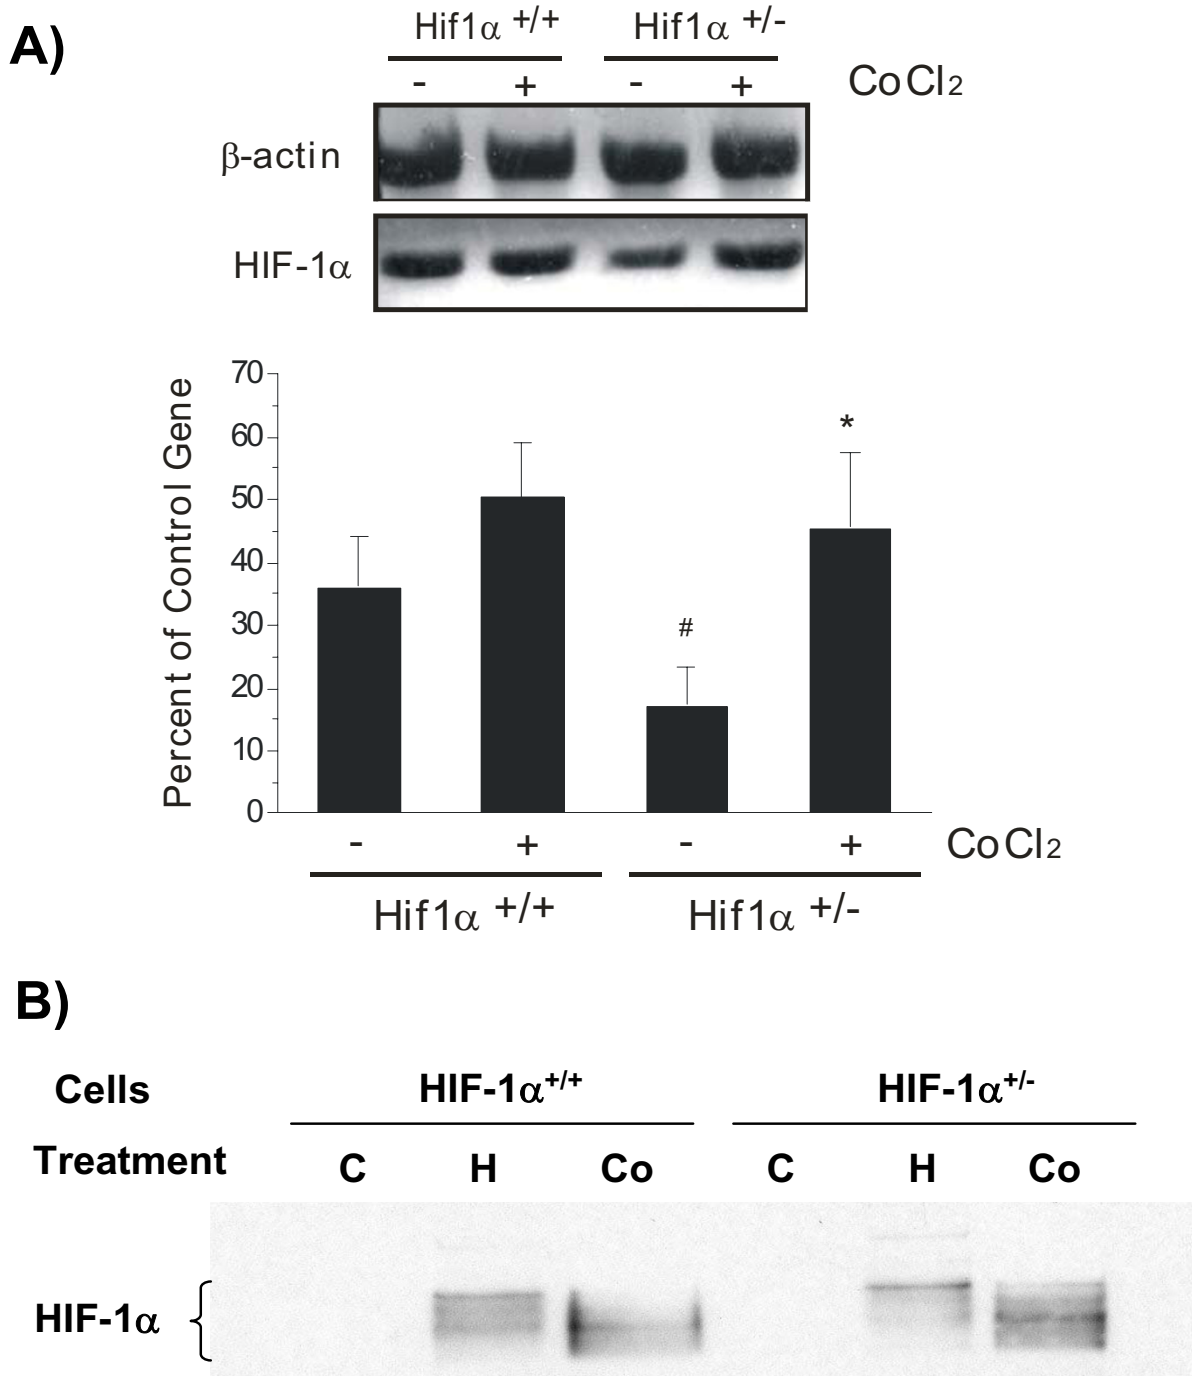 A)
Hif1α +/+ Hif1α +/-
- + - + CoCl2
β-actin
HIF-1α
Percent of Control Gene
70
60
50
40
30
20
10
0
*
#
- + - + CoCl2
Hif1α +/+ Hif1α +/-
B)
Cells HIF-1α+/+ HIF-1α+/-
Treatment C H Co C H Co
HIF-1α {